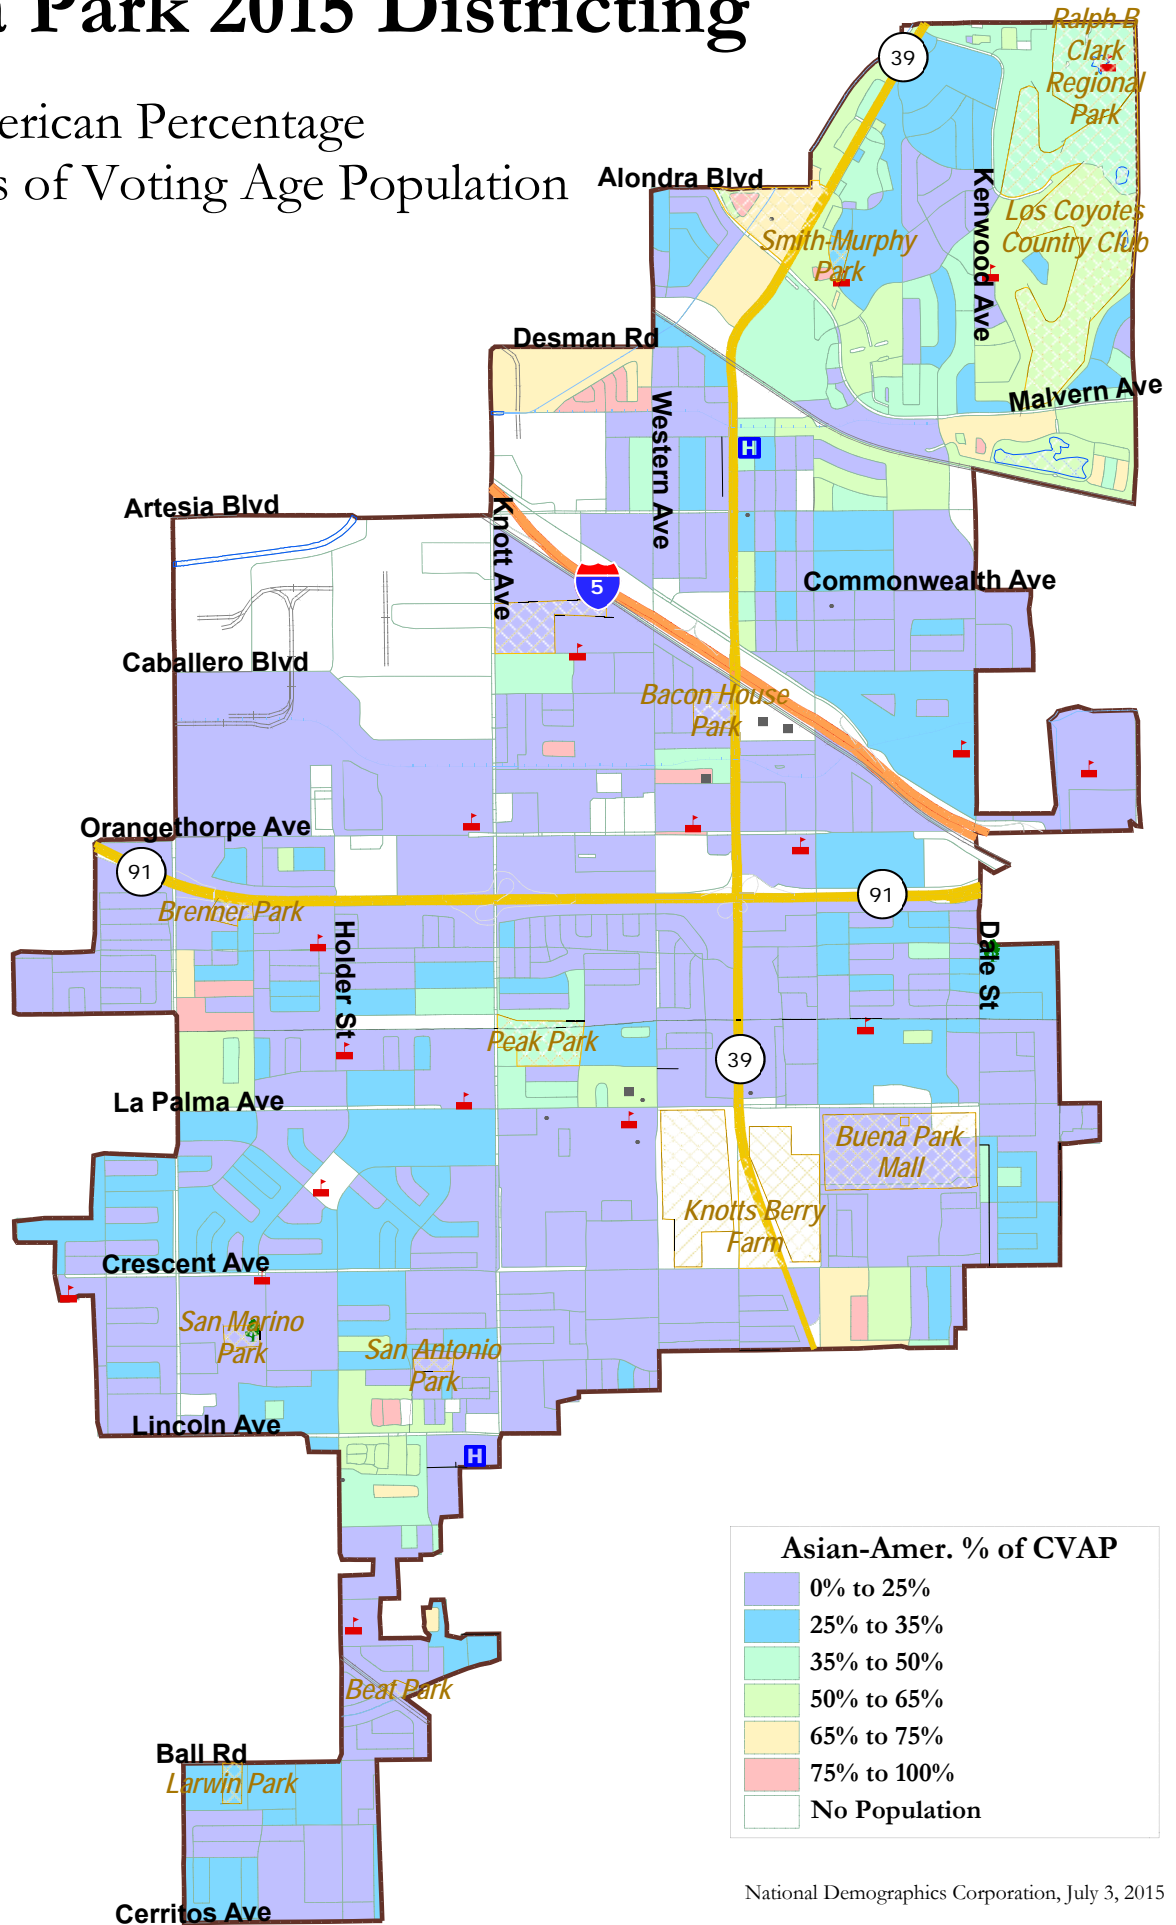 Park 2015 Districting
erican Percentage
s of Voting Age Population
39
Ralph B
Clark
Regional
Park
Alondra Blvd
Kenwood Ave
Los Coyotes
Country Club
Smith-Murphy
Park
Desman Rd
Malvern Ave
Western Ave
H
Artesia Blvd
Knott Ave
5
Commonwealth Ave
Caballero Blvd
Bacon House
Park
Orangethorpe Ave
91
91
Brenner Park
Holder St
Dale St
Peak Park
39
La Palma Ave
Buena Park
Mall
Knotts Berry
Farm
Crescent Ave
San Marino
Park
San Antonio
Park
Lincoln Ave
H
Beat Park
Ball Rd
Larwin Park
Cerritos Ave
Asian-Amer. % of CVAP
0% to 25%
25% to 35%
35% to 50%
50% to 65%
65% to 75%
75% to 100%
No Population
National Demographics Corporation, July 3, 2015